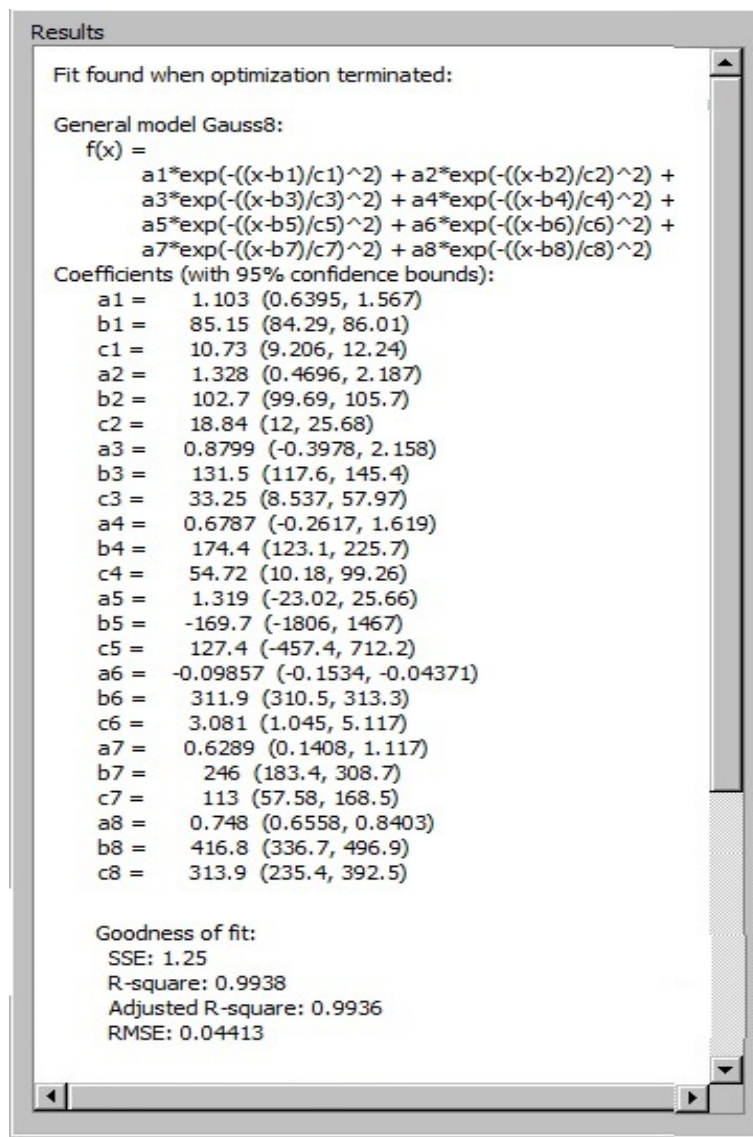 Results
Fit found when optimization terminated:
General model Gauss8:
f(x) =
a1*exp(-((x-b1)/c1)^2) + a2*exp(-((x-b2)/c2)^2) +
a3*exp(-((x-b3)/c3)^2) + a4*exp(-((x-b4)/c4)^2) +
a5*exp(-((x-b5)/c5)^2) + a6*exp(-((x-b6)/c6)^2) +
a7*exp(-((x-b7)/c7)^2) + a8*exp(-((x-b8)/c8)^2)
Coefficients (with 95% confidence bounds):
a1 = 1.103 (0.6395, 1.567)
b1 = 85.15 (84.29, 86.01)
c1 = 10.73 (9.206, 12.24)
a2 = 1.328 (0.4696, 2.187)
b2 = 102.7 (99.69, 105.7)
c2 = 18.84 (12, 25.68)
a3 = 0.8799 (-0.3978, 2.158)
b3 = 131.5 (117.6, 145.4)
c3 = 33.25 (8.537, 57.97)
a4 = 0.6787 (-0.2617, 1.619)
b4 = 174.4 (123.1, 225.7)
c4 = 54.72 (10.18, 99.26)
a5 = 1.319 (-23.02, 25.66)
b5 = -169.7 (-1806, 1467)
c5 = 127.4 (-457.4, 712.2)
a6 = -0.09857 (-0.1534, -0.04371)
b6 = 311.9 (310.5, 313.3)
c6 = 3.081 (1.045, 5.117)
a7 = 0.6289 (0.1408, 1.117)
b7 = 246 (183.4, 308.7)
c7 = 113 (57.58, 168.5)
a8 = 0.748 (0.6558, 0.8403)
b8 = 416.8 (336.7, 496.9)
c8 = 313.9 (235.4, 392.5)
Goodness of fit:
SSE: 1.25
R-square: 0.9938
Adjusted R-square: 0.9936
RMSE: 0.04413